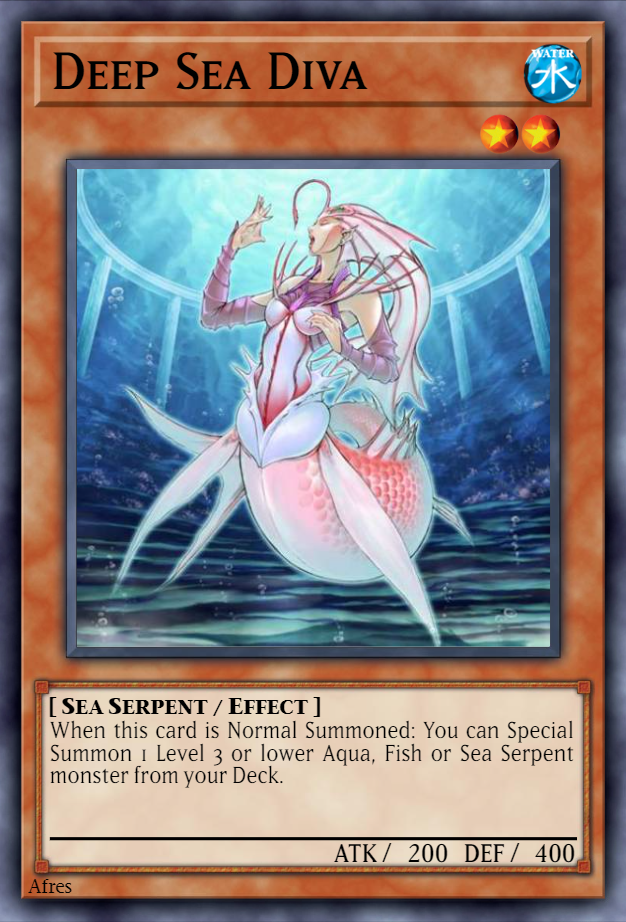 Deep Sea Diva
WATER
水
[ Sea Serpent / Effect ]
When this card is Normal Summoned: You can Special
Summon 1 Level 3 or lower Aqua, Fish or Sea Serpent
monster from your Deck.
ATK / 200 DEF / 400
Afres